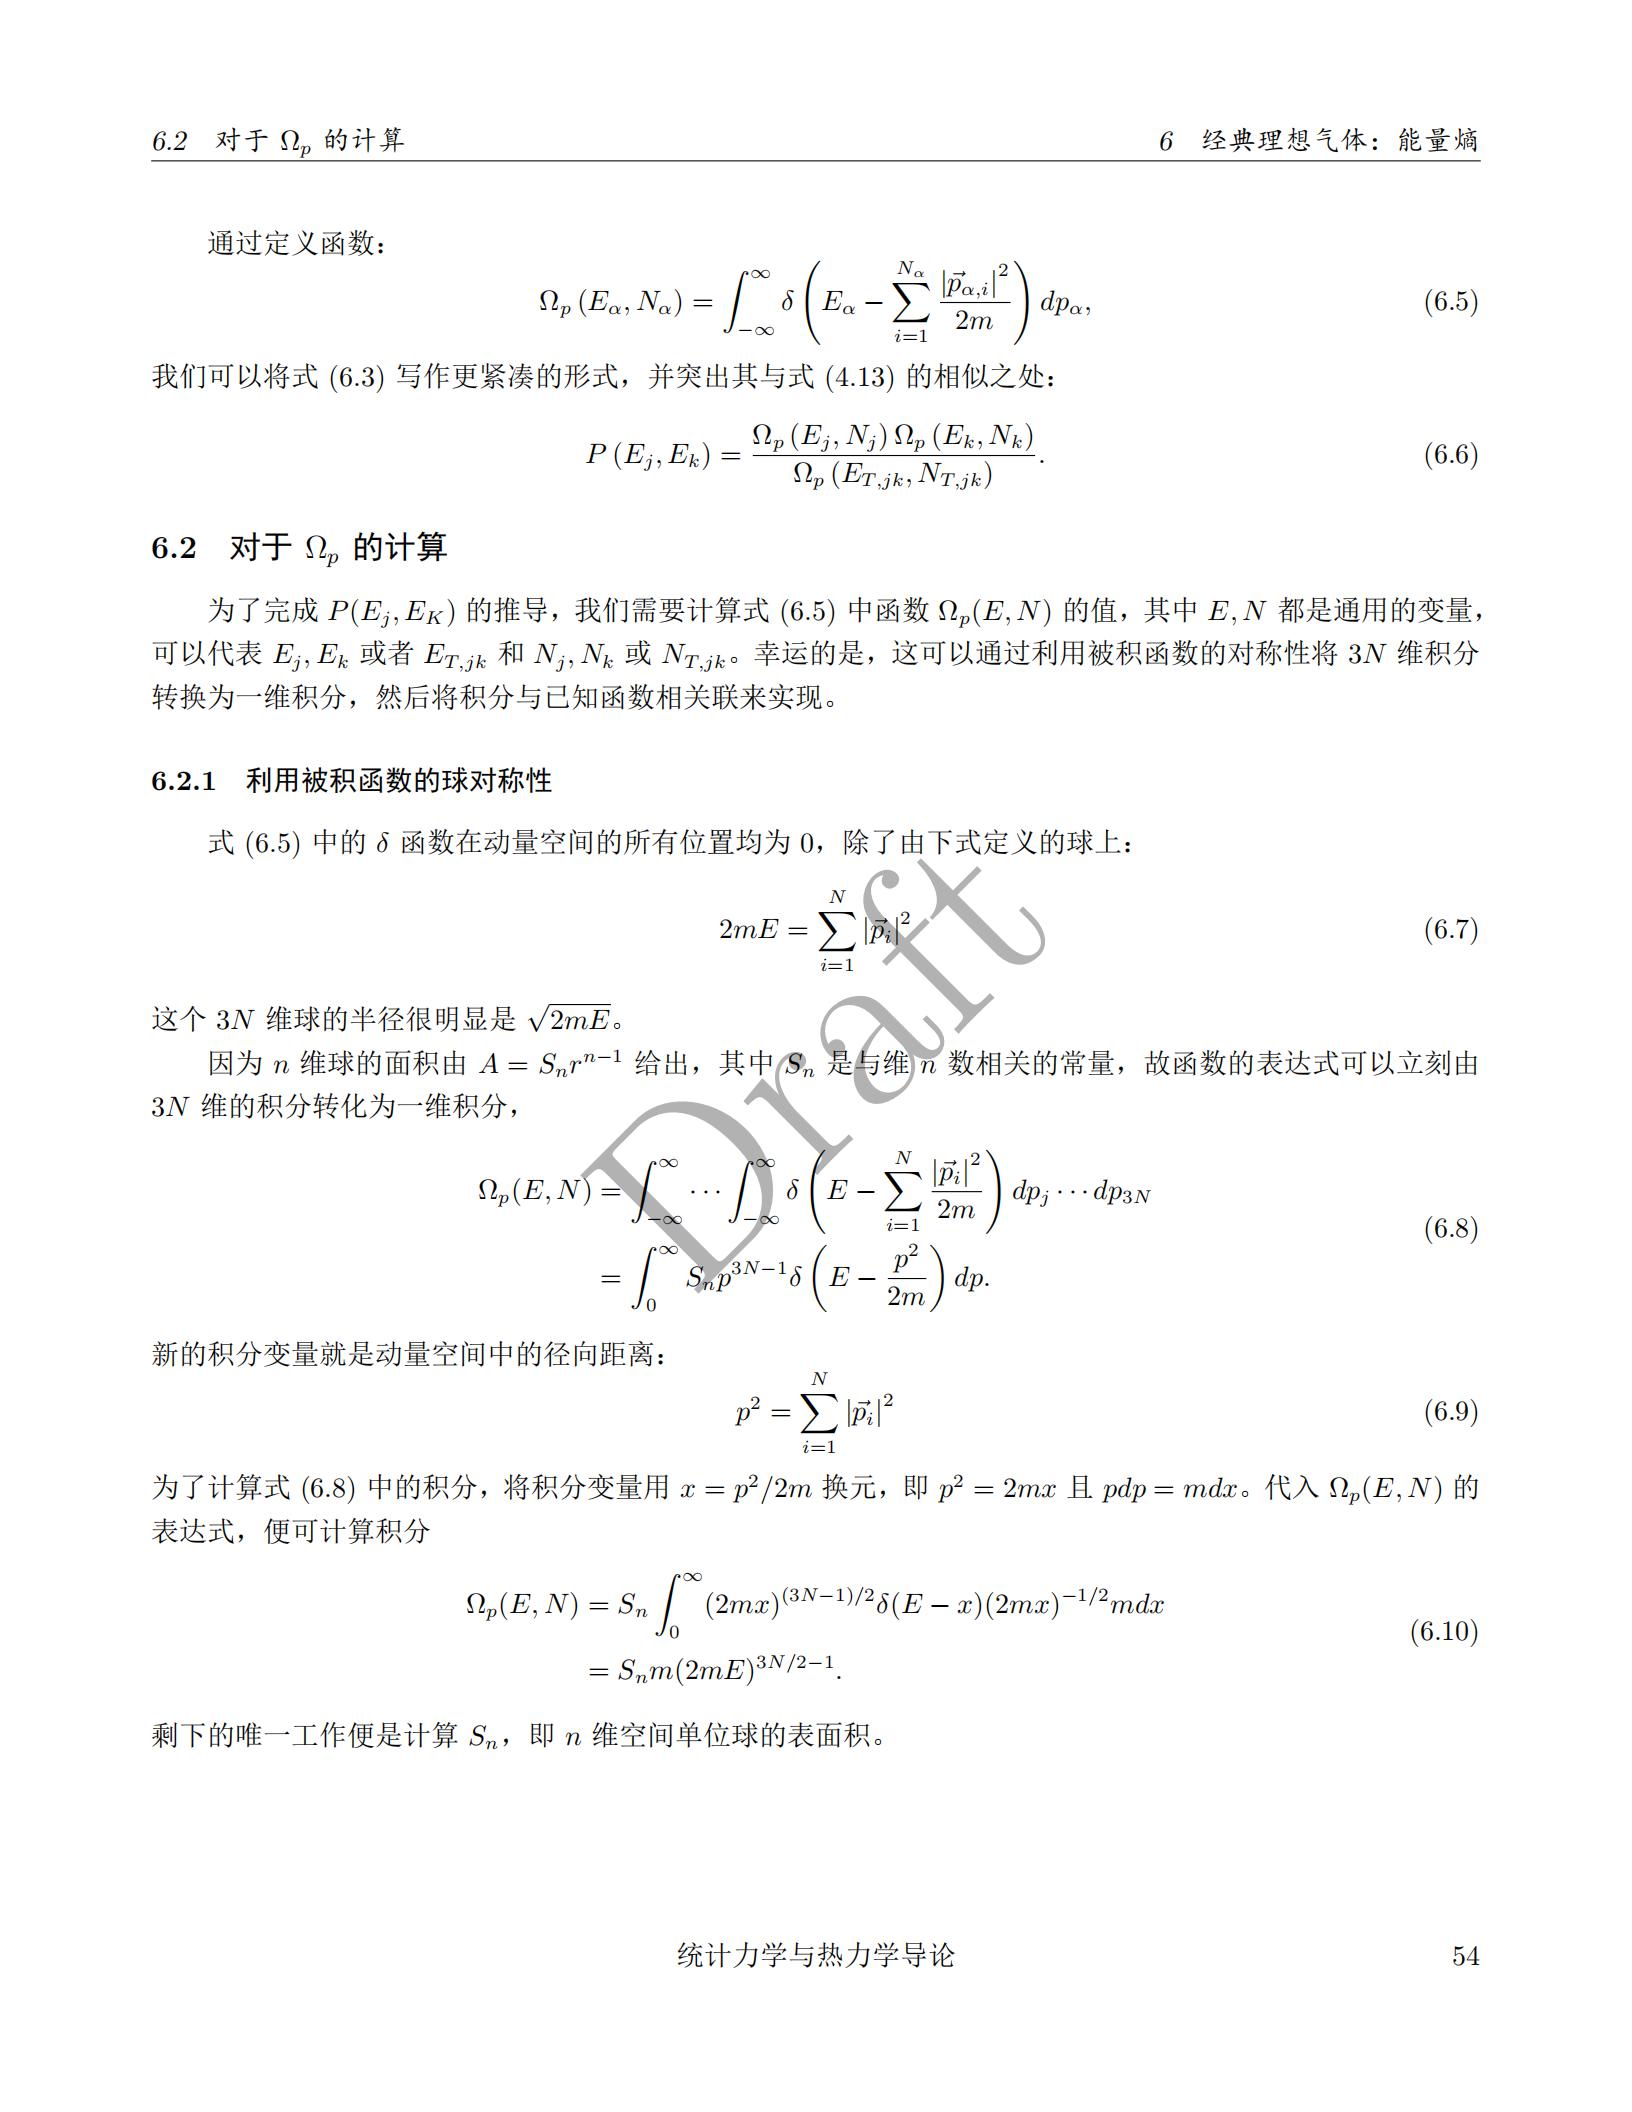 6.2 对于 Ωp 的计算 6 经典理想气体：能量熵
通过定义函数：
$$\Omega_p\left(E_\alpha, N_\alpha\right) = \int_{-\infty}^{\infty} \delta\left(E_\alpha - \sum_{i=1}^{N_\alpha} \frac{|\vec{p}_{\alpha,i}|^2}{2m}\right) dp_\alpha,$$ (6.5)
我们可以将式 (6.3) 写作更紧凑的形式，并突出其与式 (4.13) 的相似之处：
$$P\left(E_j, E_k\right) = \frac{\Omega_p\left(E_j, N_j\right)\Omega_p\left(E_k, N_k\right)}{\Omega_p\left(E_{T,jk}, N_{T,jk}\right)}.$$ (6.6)
6.2 对于 $\Omega_p$ 的计算
为了完成 $P(E_j, E_K)$ 的推导，我们需要计算式 (6.5) 中函数 $\Omega_p(E, N)$ 的值，其中 $E, N$ 都是通用的变量，
可以代表 $E_j, E_k$ 或者 $E_{T,jk}$ 和 $N_j, N_k$ 或 $N_{T,jk}$。幸运的是，这可以通过利用被积函数的对称性将 $3N$ 维积分
转换为一维积分，然后将积分与已知函数相关联来实现。
6.2.1 利用被积函数的球对称性
式 (6.5) 中的 $\delta$ 函数在动量空间的所有位置均为 0，除了由下式定义的球上：
$$2mE = \sum_{i=1}^{N} |\vec{p}_i|^2$$ (6.7)
这个 $3N$ 维球的半径很明显是 $\sqrt{2mE}$。
因为 $n$ 维球的面积由 $A = S_n r^{n-1}$ 给出，其中 $S_n$ 是与维 $n$ 数相关的常量，故函数的表达式可以立刻由
$3N$ 维的积分转化为一维积分，
$$\Omega_p(E, N) = \int_{-\infty}^{\infty} \cdots \int_{-\infty}^{\infty} \delta\left(E - \sum_{i=1}^{N} \frac{|\vec{p}_i|^2}{2m}\right) dp_j \cdots dp_{3N}$$
$$= \int_{0}^{\infty} S_n p^{3N-1} \delta\left(E - \frac{p^2}{2m}\right) dp.$$ (6.8)
新的积分变量就是动量空间中的径向距离：
$$p^2 = \sum_{i=1}^{N} |\vec{p}_i|^2$$ (6.9)
为了计算式 (6.8) 中的积分，将积分变量用 $x = p^2/2m$ 换元，即 $p^2 = 2mx$ 且 $pdp = mdx$。代入 $\Omega_p(E, N)$ 的
表达式，便可计算积分
$$\Omega_p(E, N) = S_n \int_{0}^{\infty} (2mx)^{(3N-1)/2} \delta(E - x)(2mx)^{-1/2} mdx$$
$$= S_n m(2mE)^{3N/2-1}.$$ (6.10)
剩下的唯一工作便是计算 $S_n$，即 $n$ 维空间单位球的表面积。
统计力学与热力学导论 54
Draft